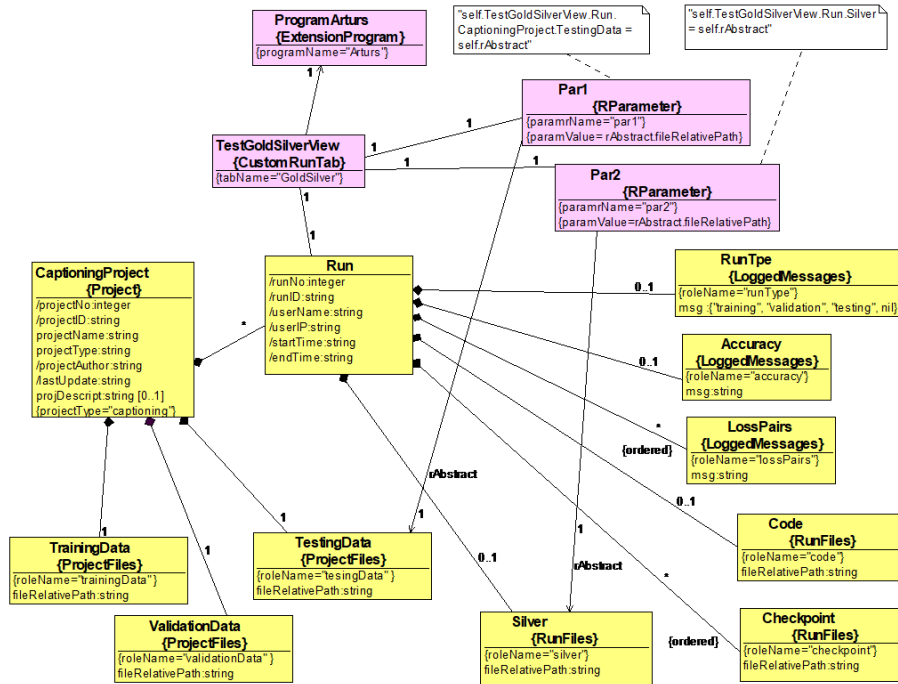 ProgramArturs
{ExtensionProgram}
{programName="Arturs"}
"self.TestGoldSilverView.Run.
CaptioningProject.TestingData =
self.rAbstract"
"self.TestGoldSilverView.Run.Silver
= self.rAbstract"
1
1
Par1
{RParameter}
{paramrName="par1"}
{paramValue= rAbstract.fileRelativePath}
1
1
TestGoldSilverView
{CustomRunTab}
{tabName="GoldSilver"}
1
1
Par2
{RParameter}
{paramrName="par2"}
{paramValue=rAbstract.fileRelativePath}
1
1
CaptioningProject
{Project}
/projectNo:integer
/projectID:string
projectName:string
projectType:string
/projectAuthor:string
/lastUpdate:string
projDescript:string [0..1]
{projectType="captioning"}
*
Run
/runNo:integer
/runID:string
/userName:string
/userIP:string
/startTime:string
/endTime:string
RunTpe
{LoggedMessages}
{roleName="runType"}
msg :{"training", "validation", "testing", nil}
0..1
Accuracy
{LoggedMessages}
{roleName="accuracy"}
msg:string
0..1
LossPairs
{LoggedMessages}
{roleName="lossPairs"}
msg:string
*
{ordered}
rAbstract
0..1
Code
{RunFiles}
{roleName="code"}
fileRelativePath:string
1
1
1
1
1
TrainingData
{ProjectFiles}
{roleName="trainingData" }
fileRelativePath:string
TestingData
{ProjectFiles}
{roleName="tesingData" }
fileRelativePath:string
0..1
rAbstract
*
ValidationData
{ProjectFiles}
{roleName="validationData" }
fileRelativePath:string
Silver
{RunFiles}
{roleName="silver"}
fileRelativePath:string
{ordered}
Checkpoint
{RunFiles}
{roleName="checkpoint"}
fileRelativePath:string